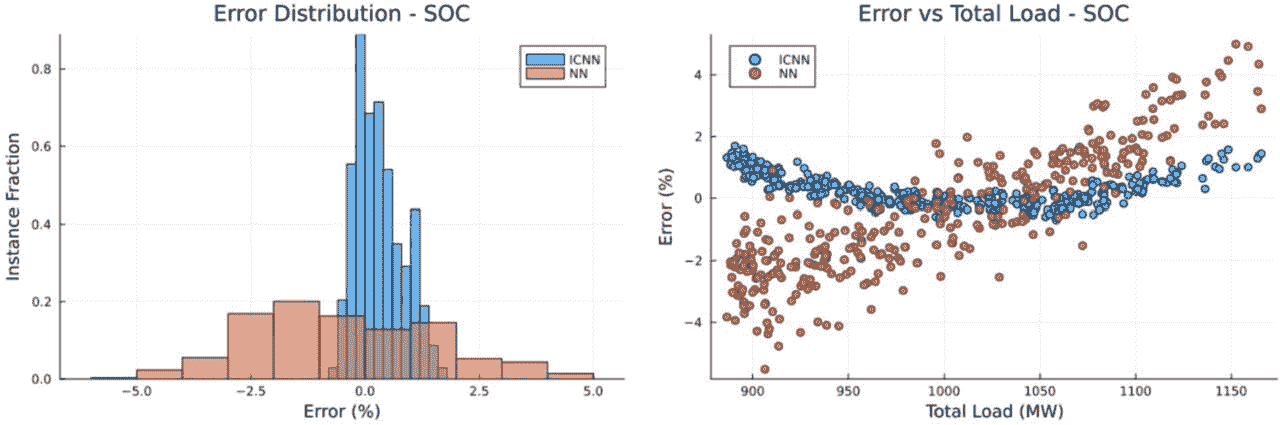 Error Distribution - SOC
Instance Fraction
0.8
0.6
0.4
0.2
0.0
ICNN
NN
−5.0
−2.5
0.0
2.5
5.0
Error (%)
Error vs Total Load - SOC
Error (%)
4
2
0
−2
−4
ICNN
NN
900
950
1000
1050
1100
1150
Total Load (MW)